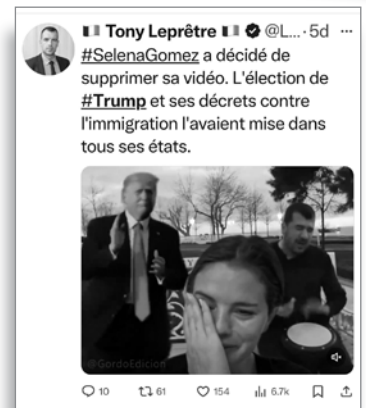 Tony Leprêtre @L... · 5d ...
#SelenaGomez a décidé de
supprimer sa vidéo. L'élection de
#Trump et ses décrets contre
l'immigration l'avaient mise dans
tous ses états.
@GordoEdicion
10 61 154 6.7k